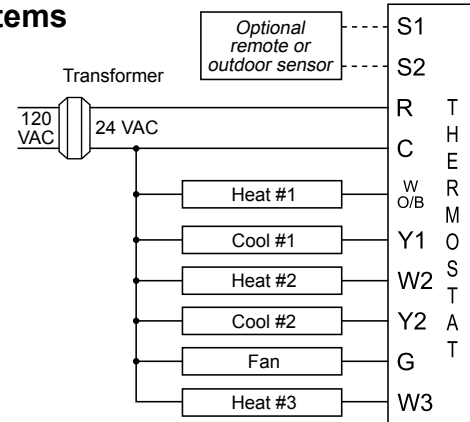 tems
Optional
remote or
outdoor sensor
S1
S2
Transformer
120
VAC
24 VAC
R
C
Heat #1
W
O/B
Cool #1
Y1
Heat #2
W2
Cool #2
Y2
Fan
G
Heat #3
W3
THERMOSTAT